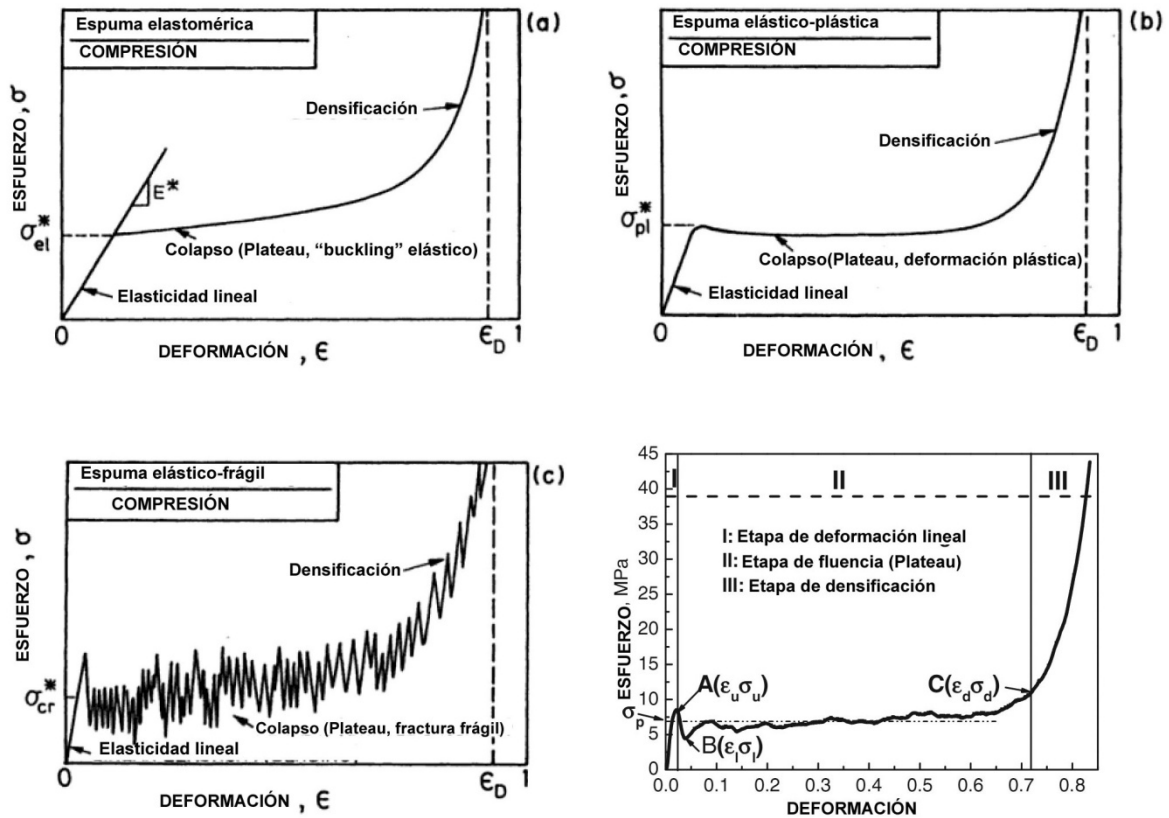 Espuma elastomérica
COMPRESIÓN
(a)
ESFUERZO, σ
Densificación
E*
σ*el
Colapso (Plateau, “buckling” elástico)
Elasticidad lineal
0
DEFORMACIÓN , ϵ
ϵD 1
Espuma elástico-plástica
COMPRESIÓN
(b)
ESFUERZO, σ
Densificación
σ*pl
Colapso(Plateau, deformación plástica)
Elasticidad lineal
0
DEFORMACIÓN , ϵ
ϵD 1
Espuma elástico-frágil
COMPRESIÓN
(c)
ESFUERZO, σ
Densificación
σ*cr
Colapso (Plateau, fractura frágil)
Elasticidad lineal
0
DEFORMACIÓN , ϵ
ϵD 1
45
40
35
30
25
20
15
10
5
0
σp
ESFUERZO, MPa
I
II
III
I: Etapa de deformación lineal
II: Etapa de fluencia (Plateau)
III: Etapa de densificación
A(εuσu)
C(εdσd)
B(εlσl)
0.0 0.1 0.2 0.3 0.4 0.5 0.6 0.7 0.8
DEFORMACIÓN